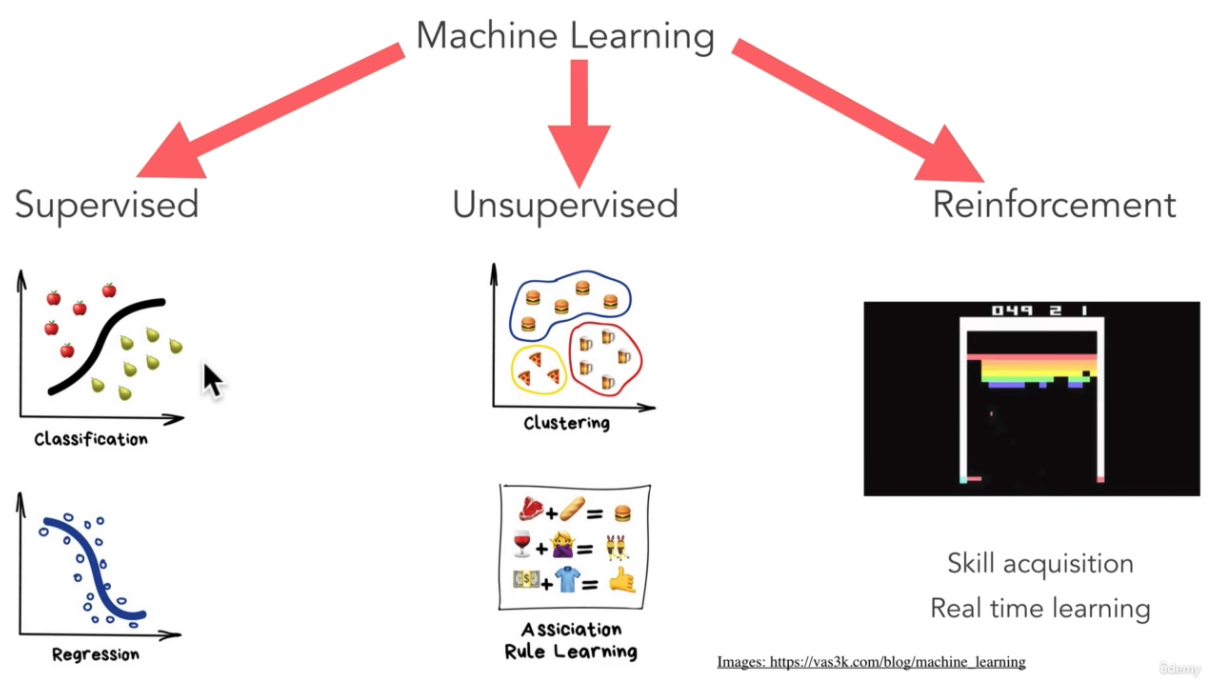 Machine Learning
Supervised
Unsupervised
Reinforcement
Classification
Regression
Clustering
Assiciation
Rule Learning
049 2 1
Skill acquisition
Real time learning
Images: https://vas3k.com/blog/machine_learning
ûdemy